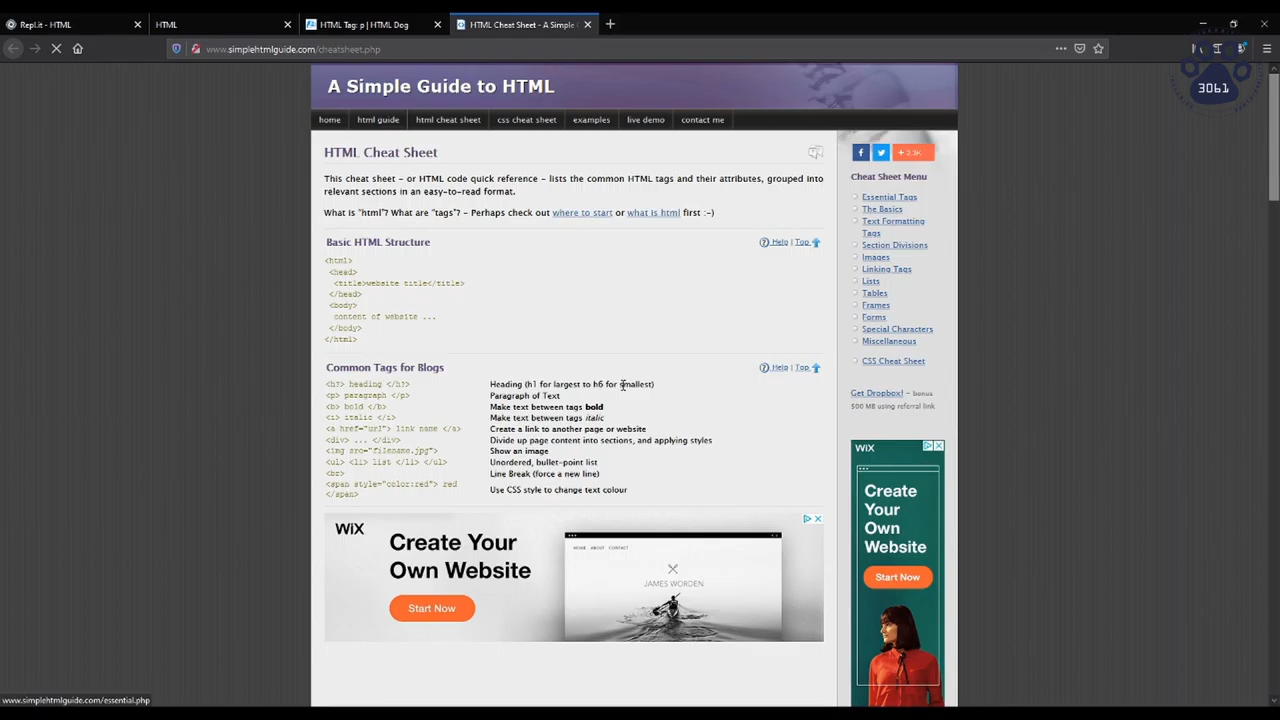 Repl.it - HTML
HTML
HTML Tag: p | HTML Dog
HTML Cheat Sheet - A Simple
www.simplehtmlguide.com/cheatsheet.php
3061
A Simple Guide to HTML
home html guide html cheat sheet css cheat sheet examples live demo contact me
HTML Cheat Sheet
This cheat sheet - or HTML code quick reference - lists the common HTML tags and their attributes, grouped into
relevant sections in an easy-to-read format.
What is "html"? What are "tags"? - Perhaps check out where to start or what is html first :-)
Basic HTML Structure
Help | Top
<html>
<head>
<title>website title</title>
</head>
<body>
content of website ...
</body>
</html>
Common Tags for Blogs
Help | Top
<h?> heading </h?> Heading (h1 for largest to h6 for smallest)
<p> paragraph </p> Paragraph of Text
<b> bold </b> Make text between tags bold
<i> italic </i> Make text between tags italic
<a href="url"> link name </a> Create a link to another page or website
<div> ... </div> Divide up page content into sections, and applying styles
<img src="filename.jpg"> Show an image
<ul> <li> list </li> </ul> Unordered, bullet-point list
<br> Line Break (force a new line)
<span style="color:red"> red
</span> Use CSS style to change text colour
WiX
Create Your
Own Website
Start Now
HOME ABOUT CONTACT
JAMES WORDEN
2.3K
Cheat Sheet Menu
Essential Tags
The Basics
Text Formatting
Tags
Section Divisions
Images
Linking Tags
Lists
Tables
Frames
Forms
Special Characters
Miscellaneous
CSS Cheat Sheet
Get Dropbox! - bonus
500 MB using referral link
WiX
Create
Your
Own
Website
Start Now
www.simplehtmlguide.com/essential.php